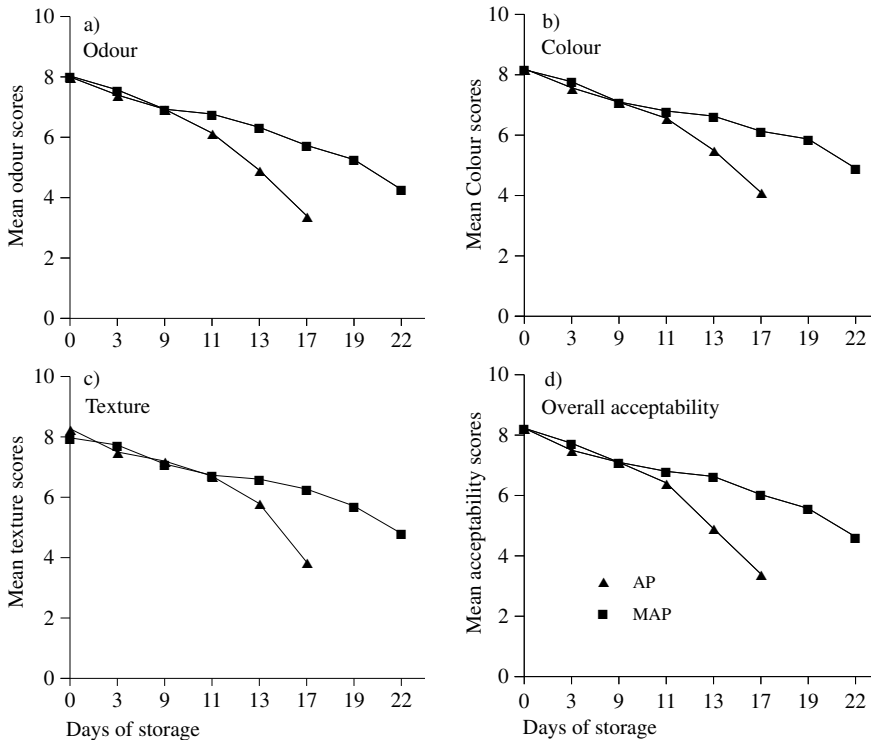 a)
Odour
Mean odour scores
10
8
6
4
2
0
0 3 9 11 13 17 19 22
b)
Colour
Mean Colour scores
10
8
6
4
2
0
0 3 9 11 13 17 19 22
c)
Texture
Mean texture scores
10
8
6
4
2
0
0 3 9 11 13 17 19 22
Days of storage
d)
Overall acceptability
Mean acceptability scores
10
8
6
4
2
0
AP
MAP
0 3 9 11 13 17 19 22
Days of storage